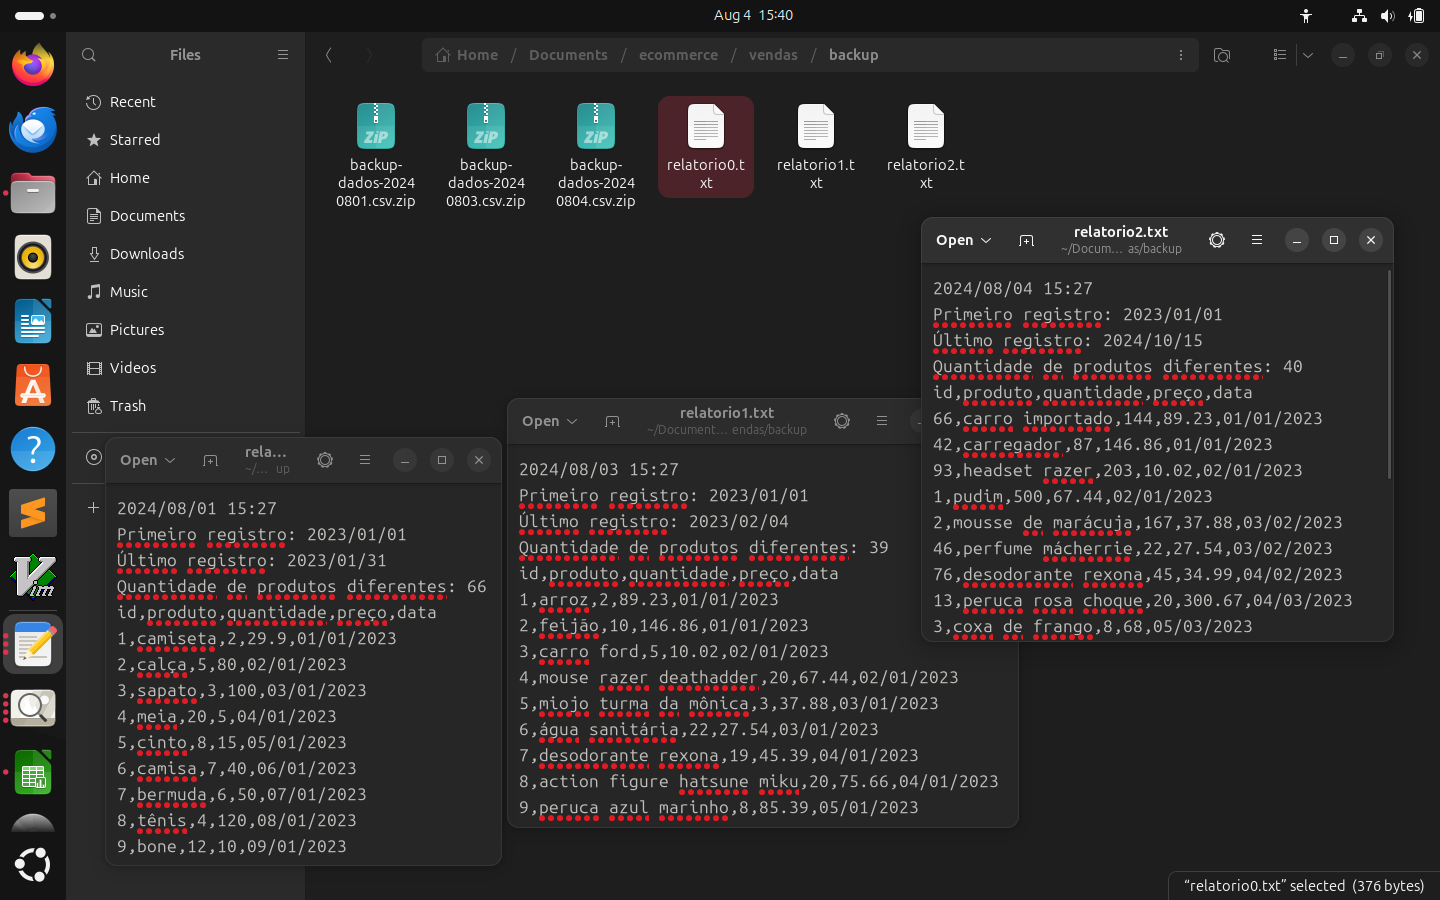 Aug 4 15:40
Files
Home / Documents / ecommerce / vendas / backup
Recent
Starred
Home
Documents
Downloads
Music
Pictures
Videos
Trash
backup-
dados-2024
0801.csv.zip
backup-
dados-2024
0803.csv.zip
backup-
dados-2024
0804.csv.zip
relatorio0.t
xt
relatorio1.t
xt
relatorio2.t
xt
Open
rela...
~/... up
2024/08/01 15:27
Primeiro registro: 2023/01/01
Último registro: 2023/01/31
Quantidade de produtos diferentes: 66
id,produto,quantidade,preço,data
1,camiseta,2,29.9,01/01/2023
2,calça,5,80,02/01/2023
3,sapato,3,100,03/01/2023
4,meia,20,5,04/01/2023
5,cinto,8,15,05/01/2023
6,camisa,7,40,06/01/2023
7,bermuda,6,50,07/01/2023
8,tênis,4,120,08/01/2023
9,bone,12,10,09/01/2023
Open
relatorio1.txt
~/Document... endas/backup
2024/08/03 15:27
Primeiro registro: 2023/01/01
Último registro: 2023/02/04
Quantidade de produtos diferentes: 39
id,produto,quantidade,preço,data
1,arroz,2,89.23,01/01/2023
2,feijão,10,146.86,01/01/2023
3,carro ford,5,10.02,02/01/2023
4,mouse razer deathadder,20,67.44,02/01/2023
5,miojo turma da mônica,3,37.88,03/01/2023
6,água sanitária,22,27.54,03/01/2023
7,desodorante rexona,19,45.39,04/01/2023
8,action figure hatsune miku,20,75.66,04/01/2023
9,peruca azul marinho,8,85.39,05/01/2023
Open
relatorio2.txt
~/Docum... as/backup
2024/08/04 15:27
Primeiro registro: 2023/01/01
Último registro: 2024/10/15
Quantidade de produtos diferentes: 40
id,produto,quantidade,preço,data
66,carro importado,144,89.23,01/01/2023
42,carregador,87,146.86,01/01/2023
93,headset razer,203,10.02,02/01/2023
1,pudim,500,67.44,02/01/2023
2,mousse de marácuja,167,37.88,03/02/2023
46,perfume mácherrie,22,27.54,03/02/2023
76,desodorante rexona,45,34.99,04/02/2023
13,peruca rosa choque,20,300.67,04/03/2023
3,coxa de frango,8,68,05/03/2023
"relatorio0.txt" selected (376 bytes)
ZiP
ZiP
ZiP
Vim